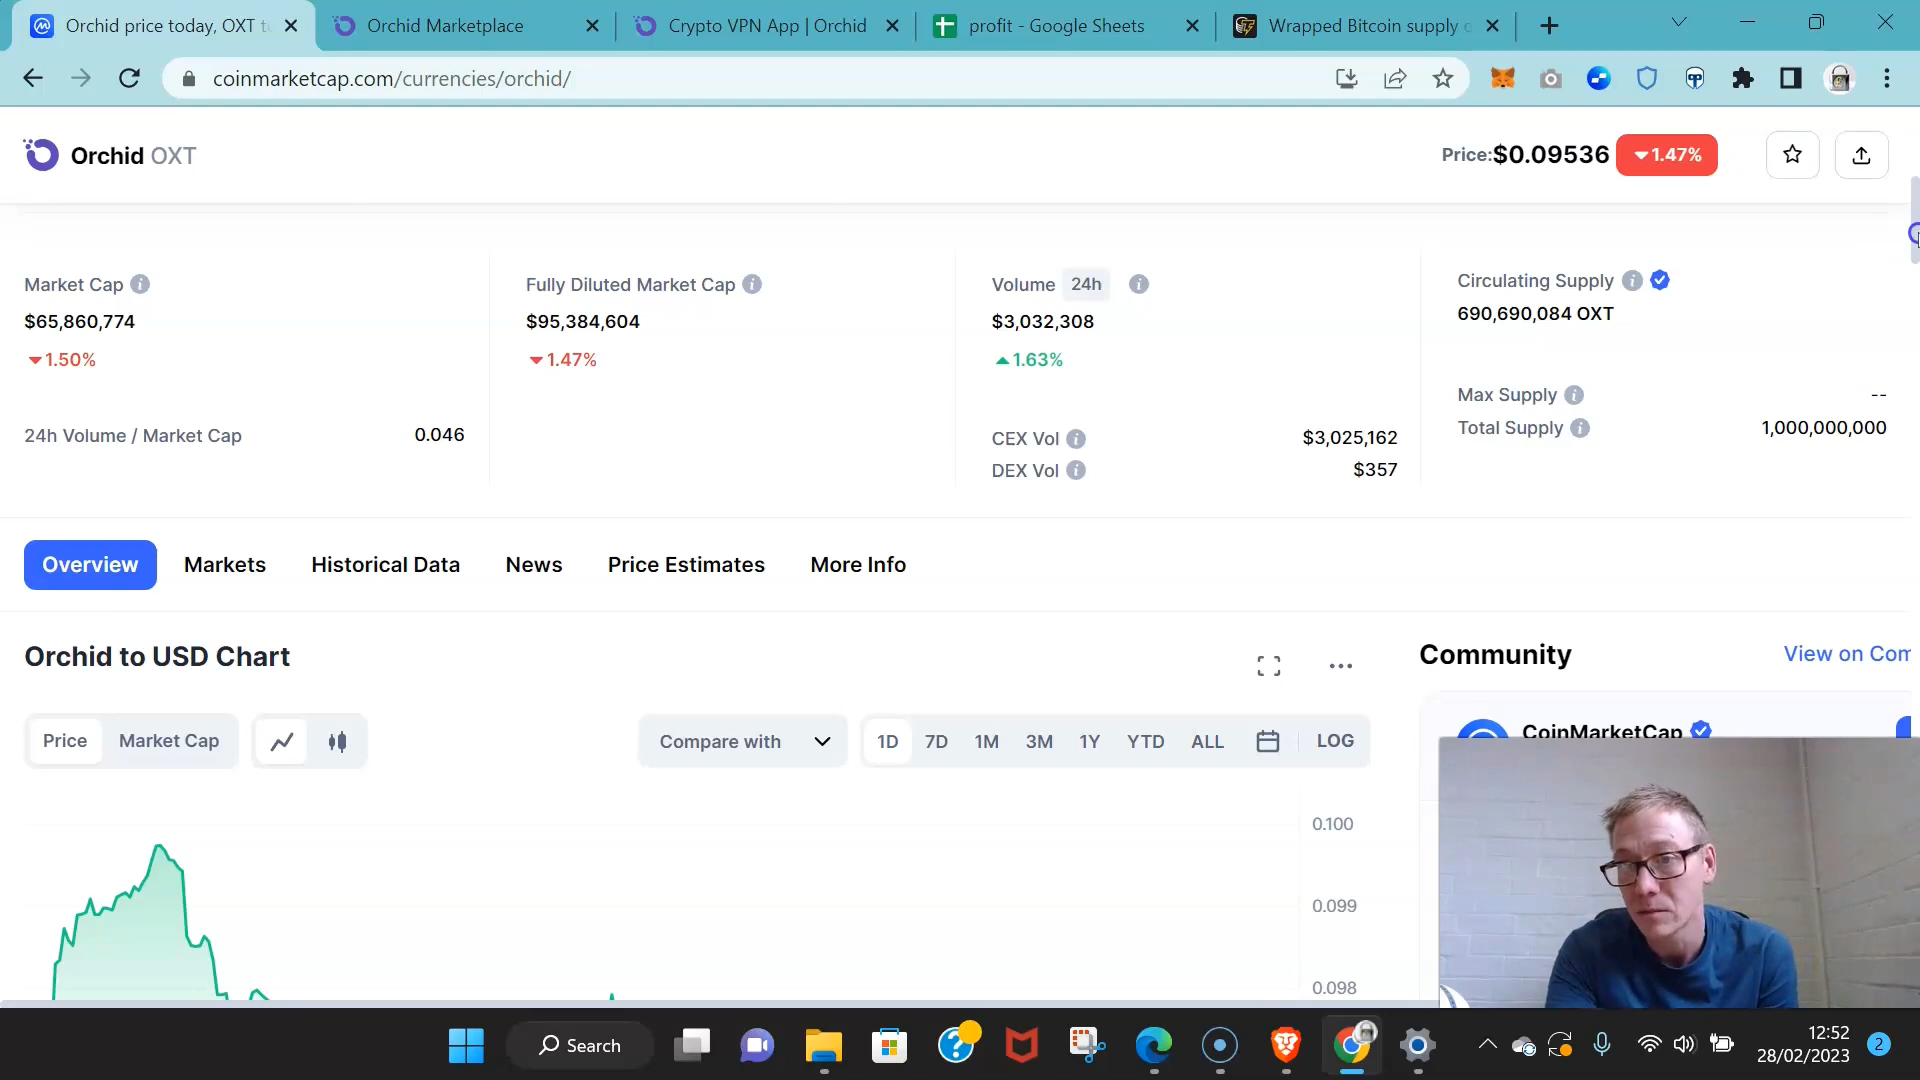 Orchid price today, OXT to
Orchid Marketplace
Crypto VPN App | Orchid
profit - Google Sheets
Wrapped Bitcoin supply o
coinmarketcap.com/currencies/orchid/
Orchid OXT
Price:$0.09536
1.47%
Market Cap
$65,860,774
1.50%
24h Volume / Market Cap
0.046
Fully Diluted Market Cap
$95,384,604
1.47%
Volume 24h
$3,032,308
1.63%
CEX Vol
$3,025,162
DEX Vol
$357
Circulating Supply
690,690,084 OXT
Max Supply
--
Total Supply
1,000,000,000
Overview
Markets
Historical Data
News
Price Estimates
More Info
Orchid to USD Chart
Price
Market Cap
Compare with
1D
7D
1M
3M
1Y
YTD
ALL
LOG
0.100
0.099
0.098
Community
View on Com
CoinMarketCap
Search
12:52
28/02/2023
2